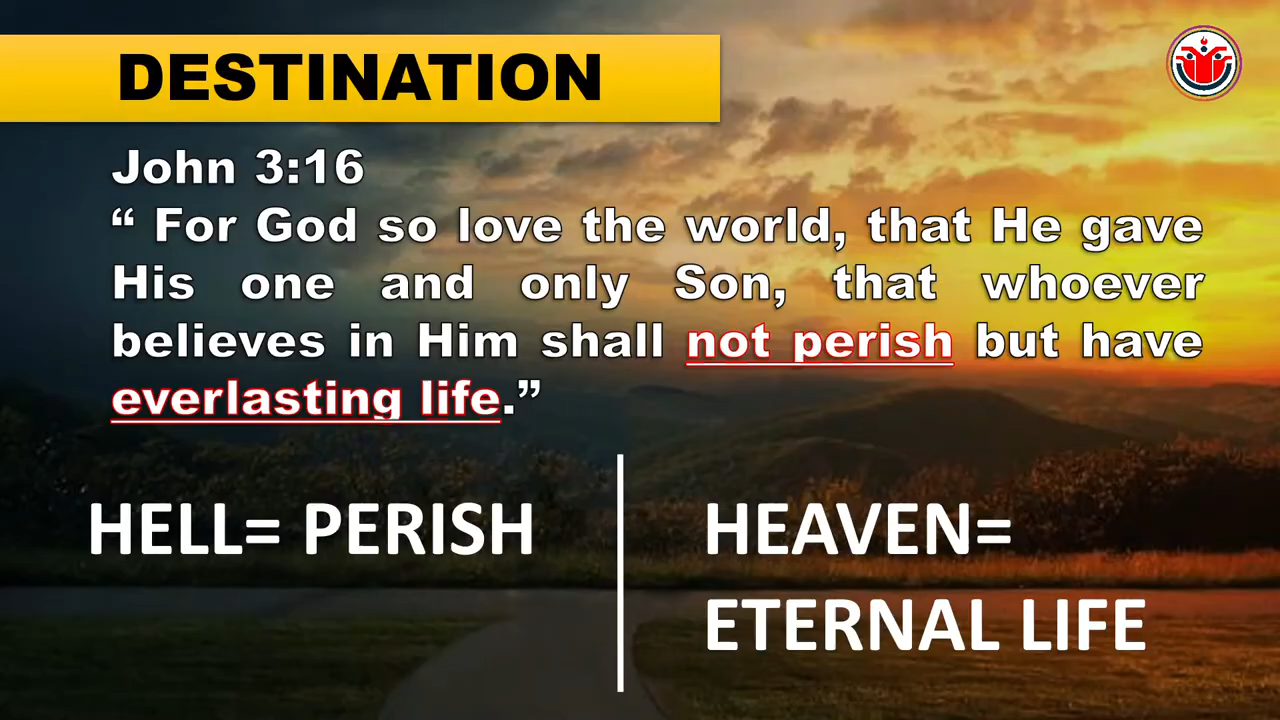 DESTINATION
John 3:16
“ For God so love the world, that He gave
His one and only Son, that whoever
believes in Him shall not perish but have
everlasting life.”
HELL= PERISH
HEAVEN=
ETERNAL LIFE